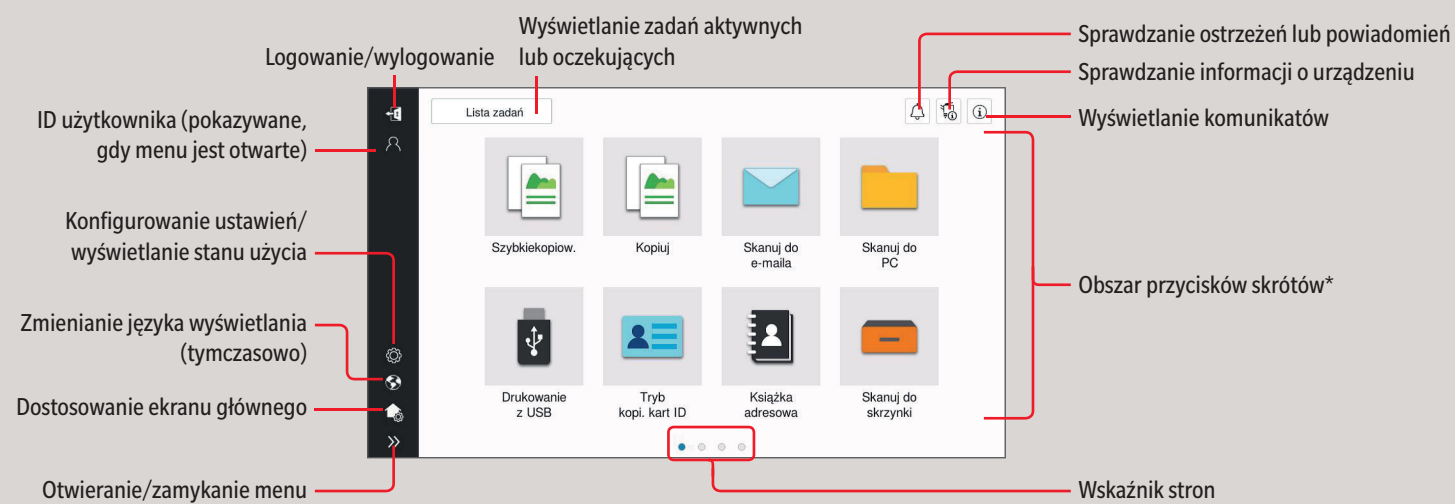 Wyświetlanie zadań aktywnych
lub oczekujących
Logowanie/wylogowanie
ID użytkownika (pokazywane,
gdy menu jest otwarte)
Konfigurowanie ustawień/
wyświetlanie stanu użycia
Zmienianie języka wyświetlania
(tymczasowo)
Dostosowanie ekranu głównego
Otwieranie/zamykanie menu
Lista zadań
Szybkiekopiow.
Kopiuj
Skanuj do
e-maila
Skanuj do
PC
Drukowanie
z USB
Tryb
kopi. kart ID
Książka
adresowa
Skanuj do
skrzynki
Sprawdzanie ostrzeżeń lub powiadomień
Sprawdzanie informacji o urządzeniu
Wyświetlanie komunikatów
Obszar przycisków skrótów*
Wskaźnik stron